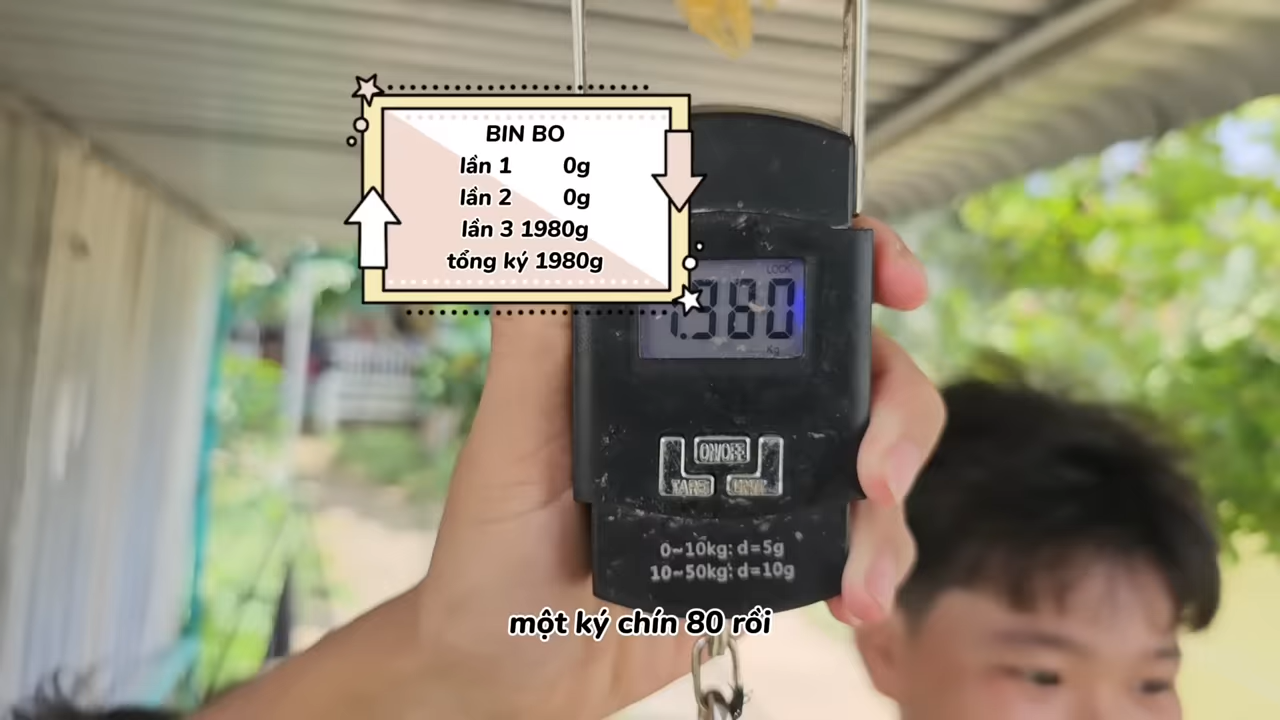 BIN BO
lần 1 0g
lần 2 0g
lần 3 1980g
tổng ký 1980g
LOCK
1.380
Kg
ON/OFF
TARE UNIT
0~10kg: d=5g
10~50kg: d=10g
một ký chín 80 rồi